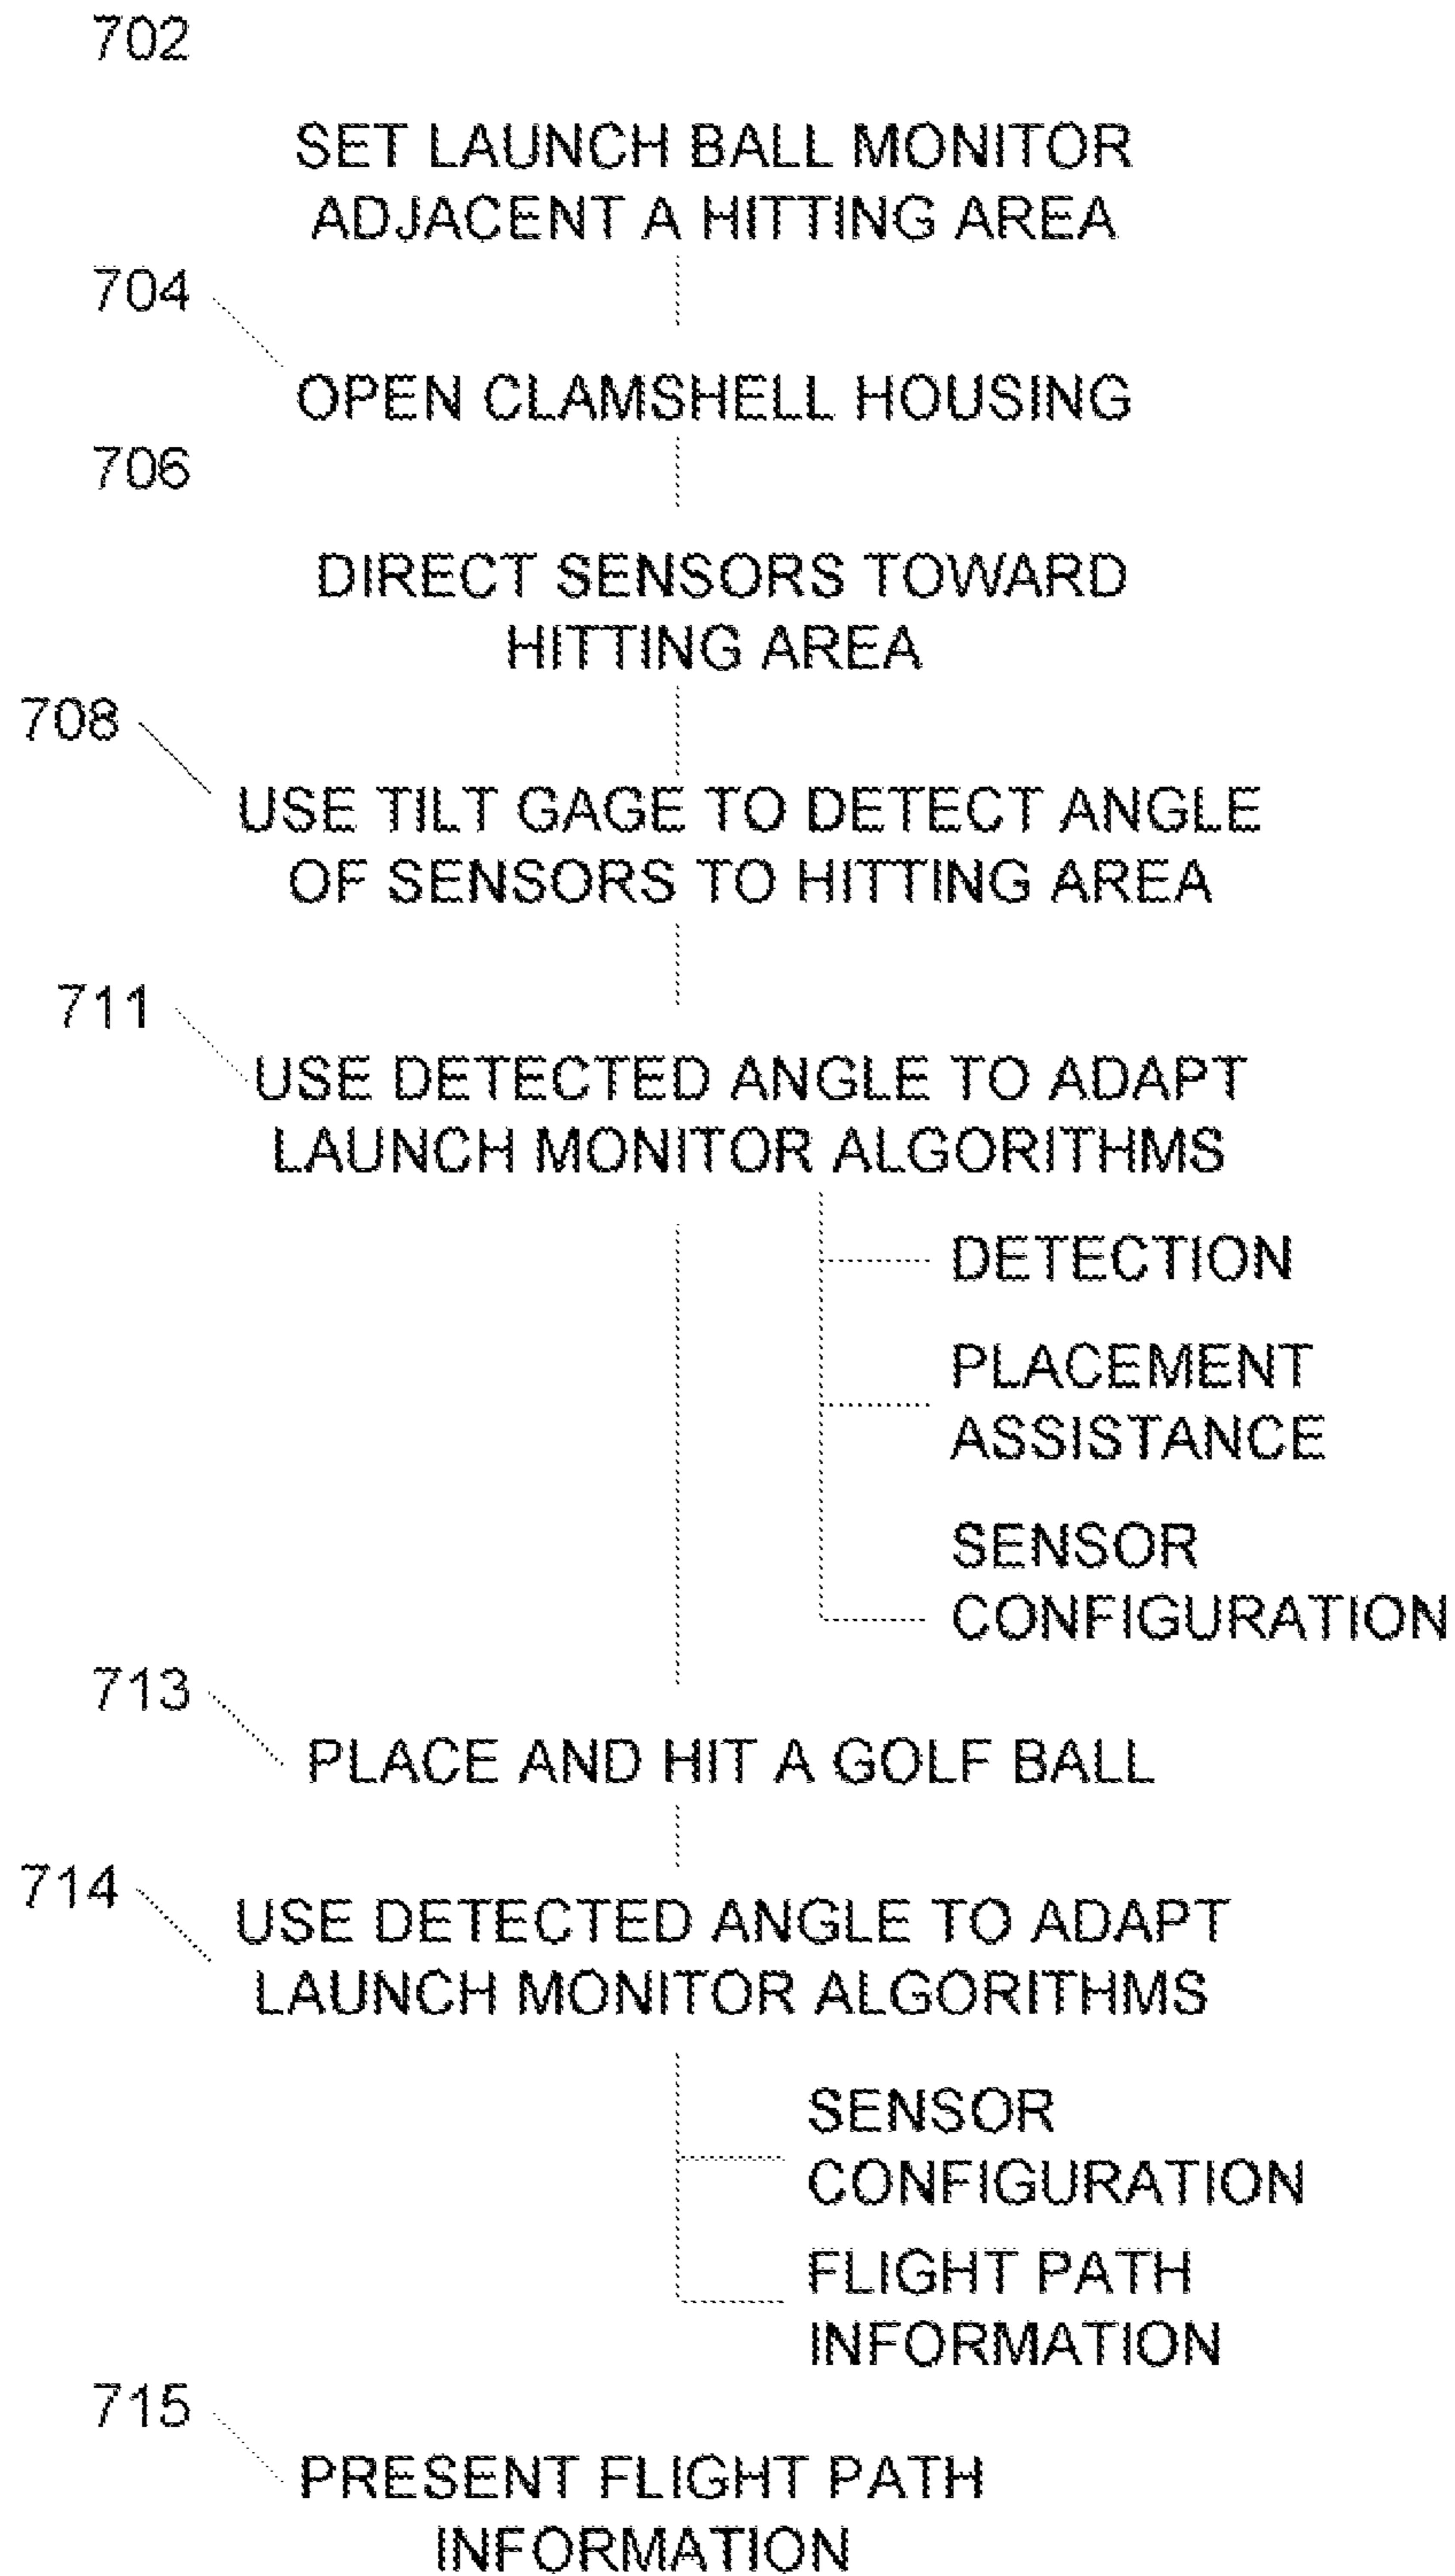 702
SET LAUNCH BALL MONITOR
ADJACENT A HITTING AREA
704
OPEN CLAMSHELL HOUSING
706
DIRECT SENSORS TOWARD
HITTING AREA
708
USE TILT GAGE TO DETECT ANGLE
OF SENSORS TO HITTING AREA
711
USE DETECTED ANGLE TO ADAPT
LAUNCH MONITOR ALGORITHMS
DETECTION
PLACEMENT
ASSISTANCE
SENSOR
CONFIGURATION
713
PLACE AND HIT A GOLF BALL
714
USE DETECTED ANGLE TO ADAPT
LAUNCH MONITOR ALGORITHMS
SENSOR
CONFIGURATION
FLIGHT PATH
INFORMATION
715
PRESENT FLIGHT PATH
INFORMATION